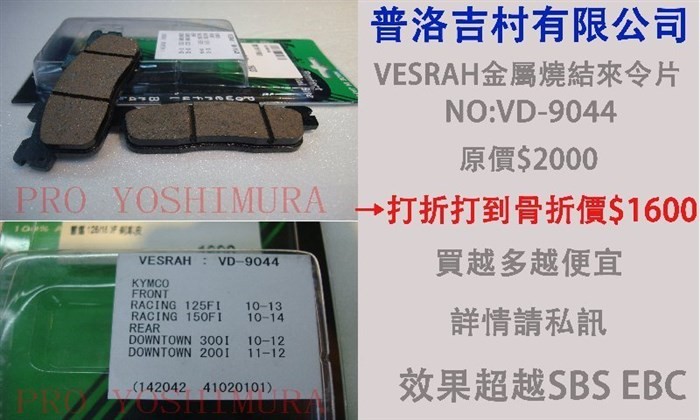 普洛吉村有限公司
VESRAH金屬燒結來令片
NO:VD-9044
原價$2000
→打折打到骨折價$1600
買越多越便宜
詳情請私訊
效果超越SBS EBC
PRO YOSHIMURA
VESRAH : VD-9044
KYMCO
FRONT
RACING 125FI 10-13
RACING 150FI 10-14
REAR
DOWNTOWN 300I 10-12
DOWNTOWN 200I 11-12
(142042 41020101)
PRO YOSHIMURA